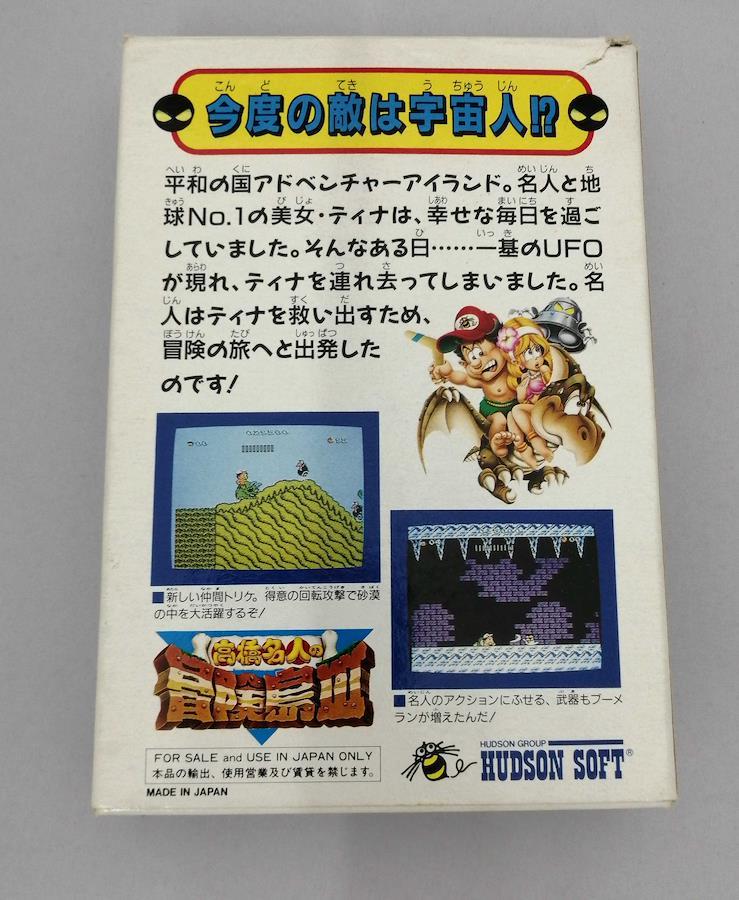 今度の敵は宇宙人!?
平和の国アドベンチャーアイランド。名人と地
球No.1の美女・ティナは、幸せな毎日を過ご
していました。そんなある日……一基のUFO
が現れ、ティナを連れ去ってしまいました。名
人はティナを救い出すため、
冒険の旅へと出発した
のです!
■新しい仲間トリケ。得意の回転攻撃で砂漠
の中を大活躍するぞ!
■名人のアクションにふせる、武器もブーメ
ランが増えたんだ!
高橋名人の
冒険島III
FOR SALE and USE IN JAPAN ONLY
本品の輸出、使用営業及び賃貸を禁じます。
MADE IN JAPAN
HUDSON GROUP
HUDSON SOFT®